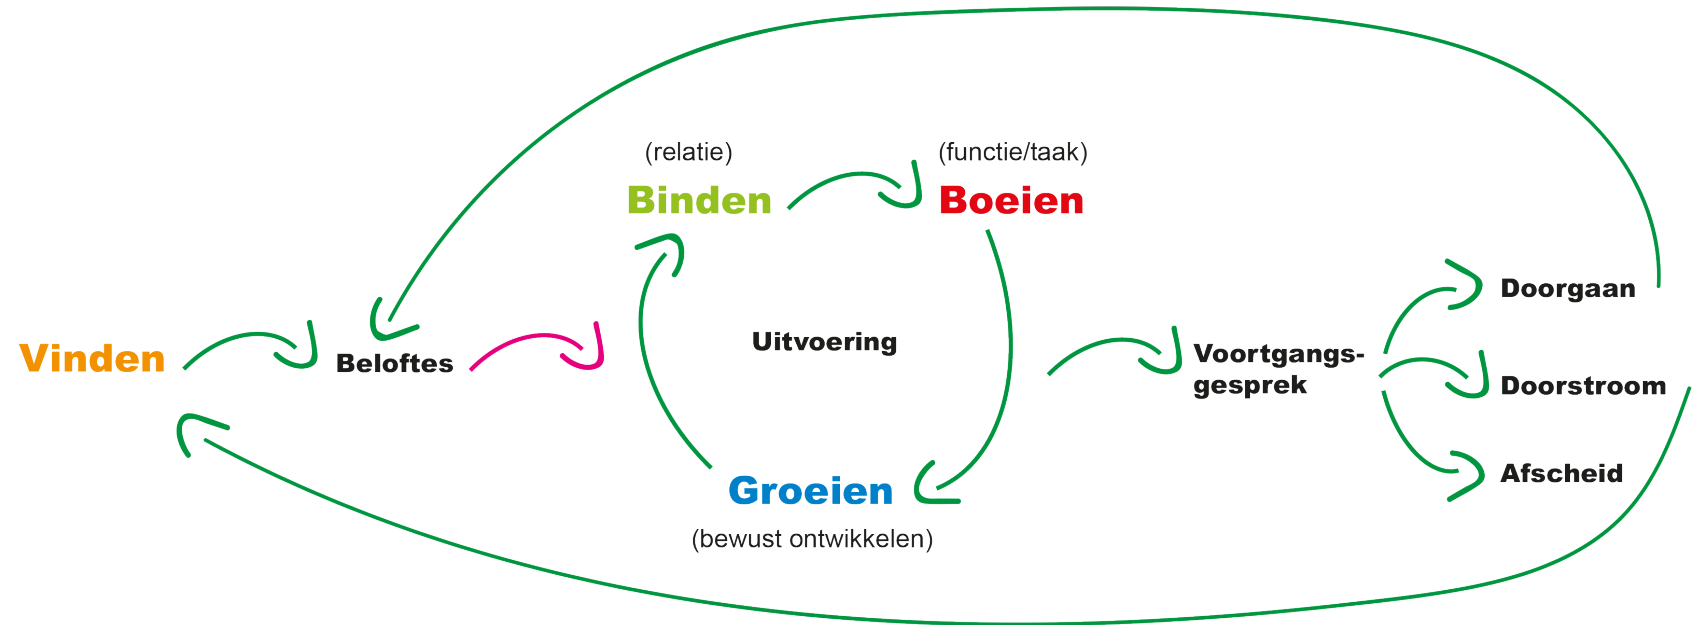 Vinden
Beloftes
(relatie)
Binden
(functie/taak)
Boeien
Uitvoering
Groeien
(bewust ontwikkelen)
Voortgangs-
gesprek
Doorgaan
Doorstroom
Afscheid